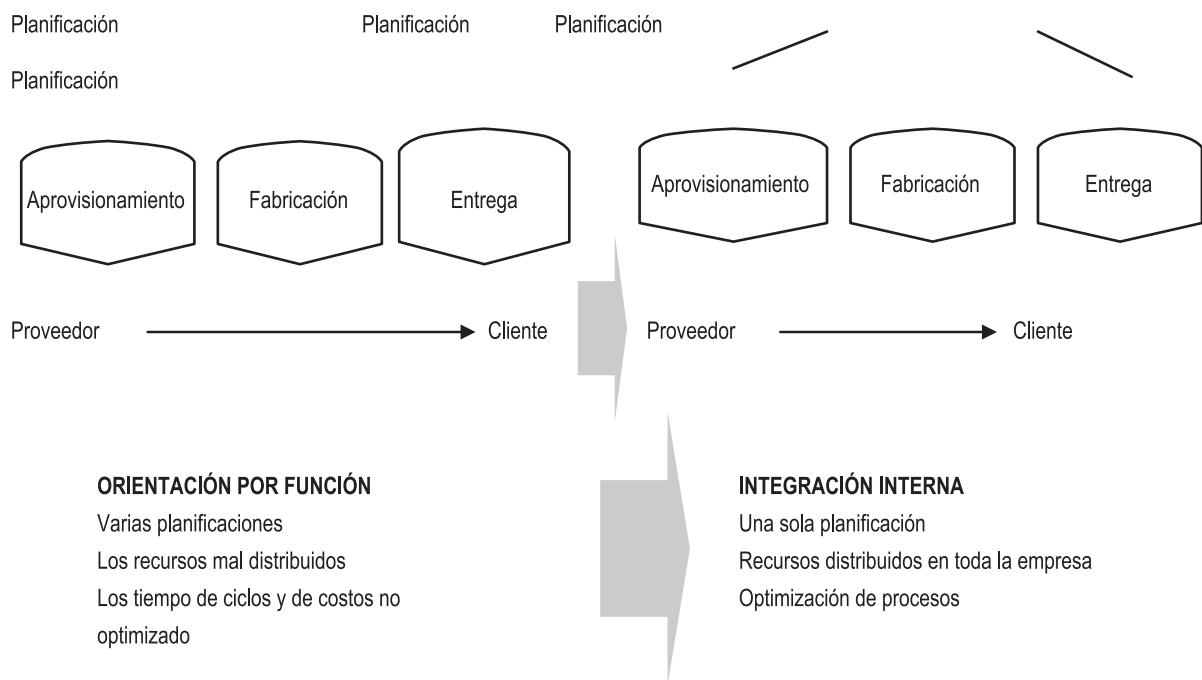 Planificación Planificación Planificación
Planificación
Aprovisionamiento Fabricación Entrega
Aprovisionamiento Fabricación Entrega
Proveedor Cliente
Proveedor Cliente
ORIENTACIÓN POR FUNCIÓN
Varias planificaciones
Los recursos mal distribuidos
Los tiempo de ciclos y de costos no
optimizado
INTEGRACIÓN INTERNA
Una sola planificación
Recursos distribuidos en toda la empresa
Optimización de procesos